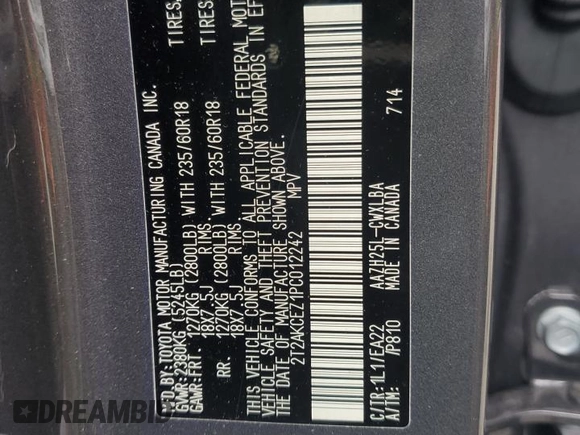 MFD.BY:TOYOTA MOTOR MANUFACTURING CANADA INC.
GVWR:2380KG (5245LB)
GAWR:FRT. 1270KG (2800LB) WITH 235/60R18 TIRES,
18X7.5J RIMS.
RR. 1270KG (2800LB) WITH 235/60R18 TIRES,
18X7.5J RIMS.
THIS VEHICLE CONFORMS TO ALL APPLICABLE FEDERAL MOT
VEHICLE SAFETY AND THEFT PREVENTION STANDARDS IN EF
THE DATE OF MANUFACTURE SHOWN ABOVE.
2T2AKCEZ1PC012242 MPV
C/TR:1L1/EA22 AAZH25L-CWXLBA
A/TM: /P810 MADE IN CANADA 714
DREAMBID